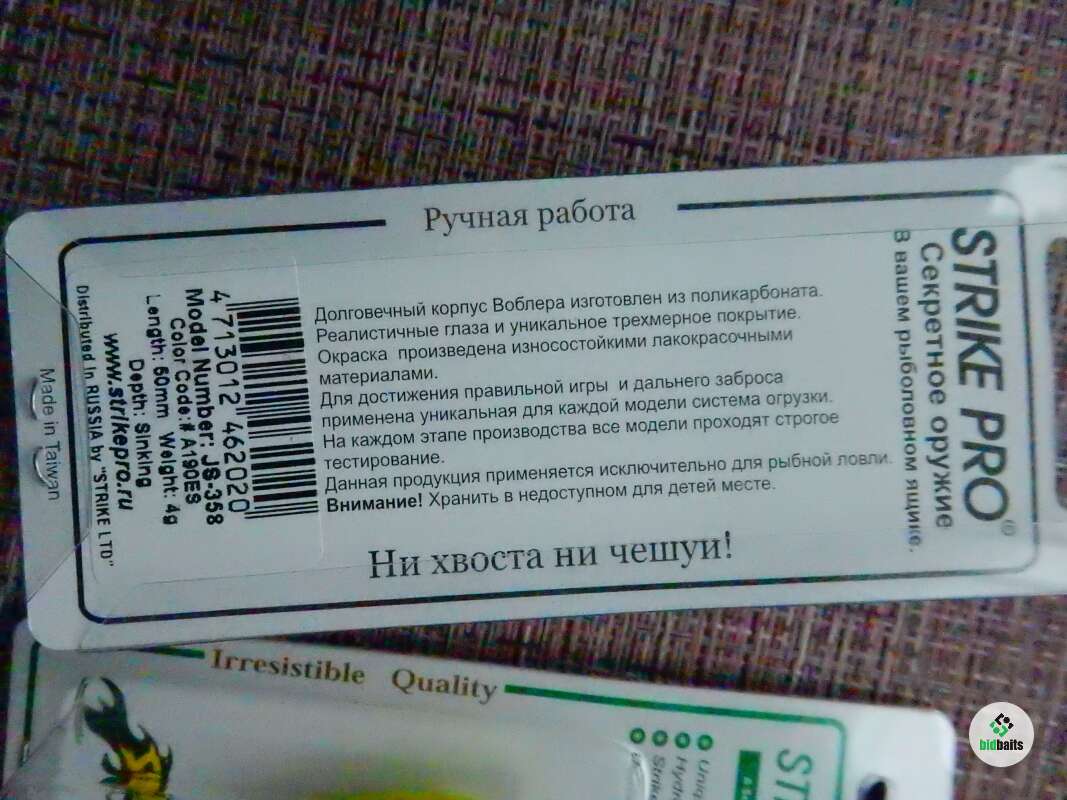 Ручная работа
STRIKE PRO®
Секретное оружие
В вашем рыболовном ящике.
Долговечный корпус Воблера изготовлен из поликарбоната.
Реалистичные глаза и уникальное трехмерное покрытие.
Окраска произведена износостойкими лакокрасочными
материалами.
Для достижения правильной игры и дальнего заброса
применена уникальная для каждой модели система огрузки.
На каждом этапе производства все модели проходят строгое
тестирование.
Данная продукция применяется исключительно для рыбной ловли.
Внимание! Хранить в недоступном для детей месте.
Ни хвоста ни чешуи!
4 713012 462020
Model Number: JS-358
Color Code:# A190ES
Length: 50mm Weight: 4g
Depth: Sinking
www.strikepro.ru
Distributed in RUSSIA by "STRIKE LTD"
Made in Taiwan
Irresistible Quality
bidbaits